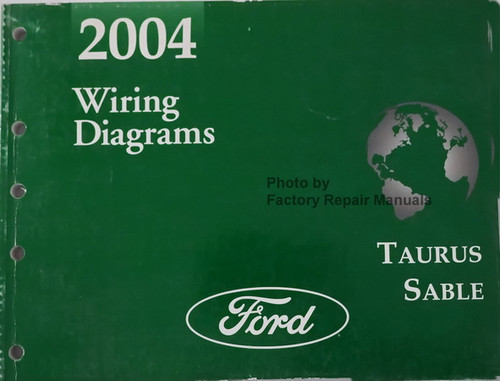 2004
Wiring
Diagrams
Photo by
Factory Repair Manuals
TAURUS
SABLE
Ford